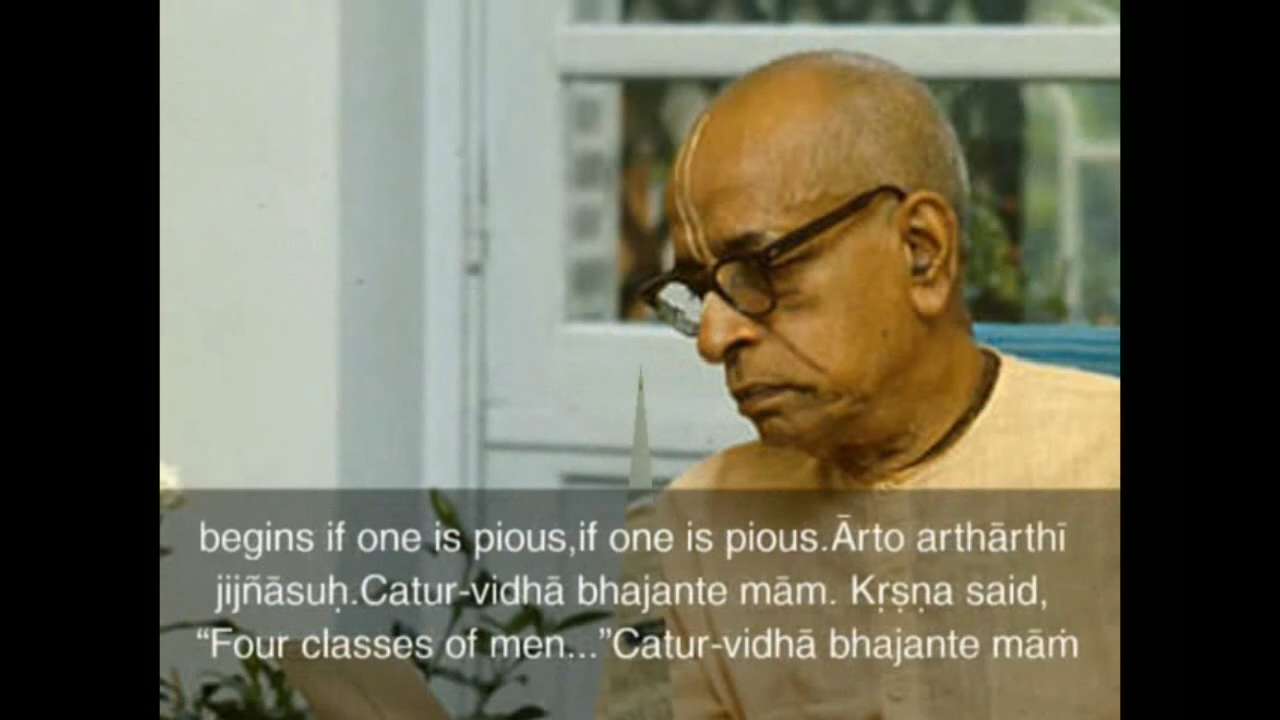 begins if one is pious,if one is pious.Ārto arthārthī
jijñāsuḥ.Catur-vidhā bhajante mām. Kṛṣṇa said,
“Four classes of men...”Catur-vidhā bhajante māṁ